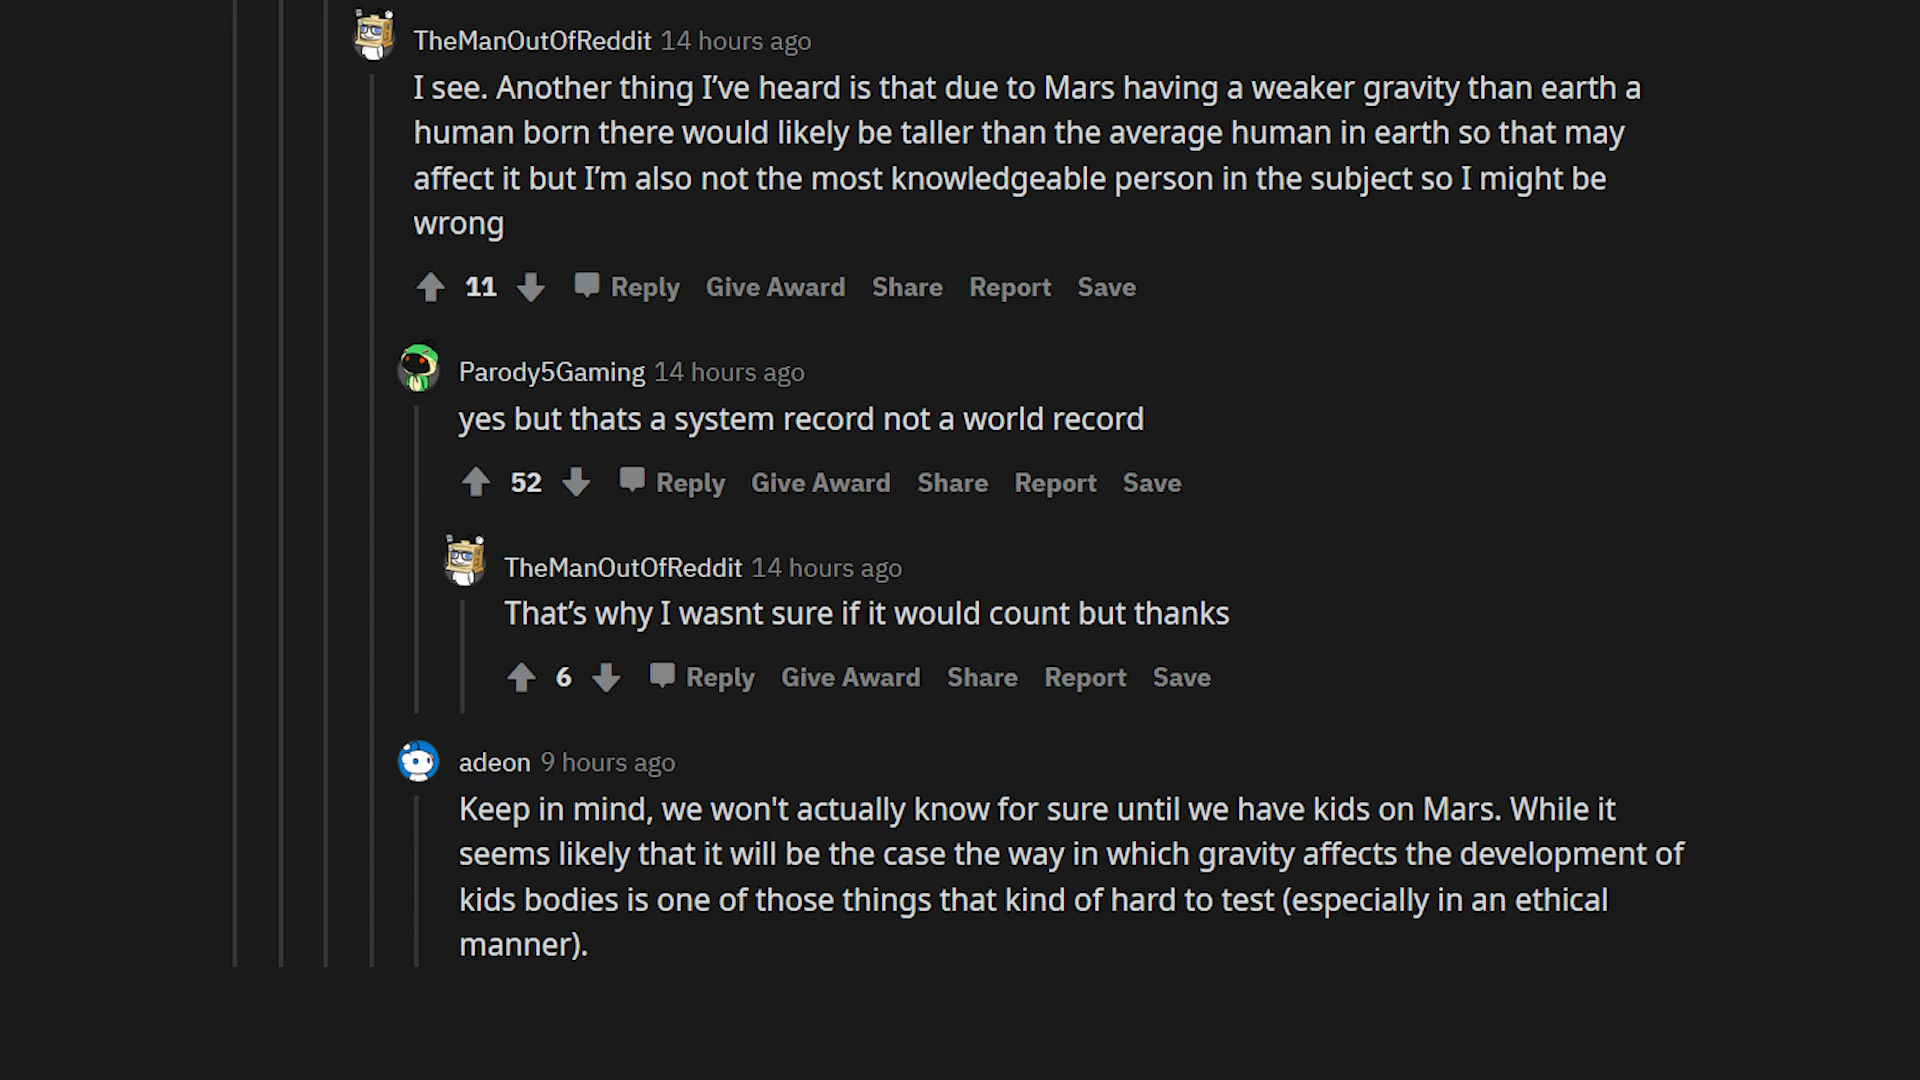 TheManOutOfReddit 14 hours ago
I see. Another thing I’ve heard is that due to Mars having a weaker gravity than earth a
human born there would likely be taller than the average human in earth so that may
affect it but I’m also not the most knowledgeable person in the subject so I might be
wrong
11 Reply Give Award Share Report Save
Parody5Gaming 14 hours ago
yes but thats a system record not a world record
52 Reply Give Award Share Report Save
TheManOutOfReddit 14 hours ago
That’s why I wasnt sure if it would count but thanks
6 Reply Give Award Share Report Save
adeon 9 hours ago
Keep in mind, we won't actually know for sure until we have kids on Mars. While it
seems likely that it will be the case the way in which gravity affects the development of
kids bodies is one of those things that kind of hard to test (especially in an ethical
manner).